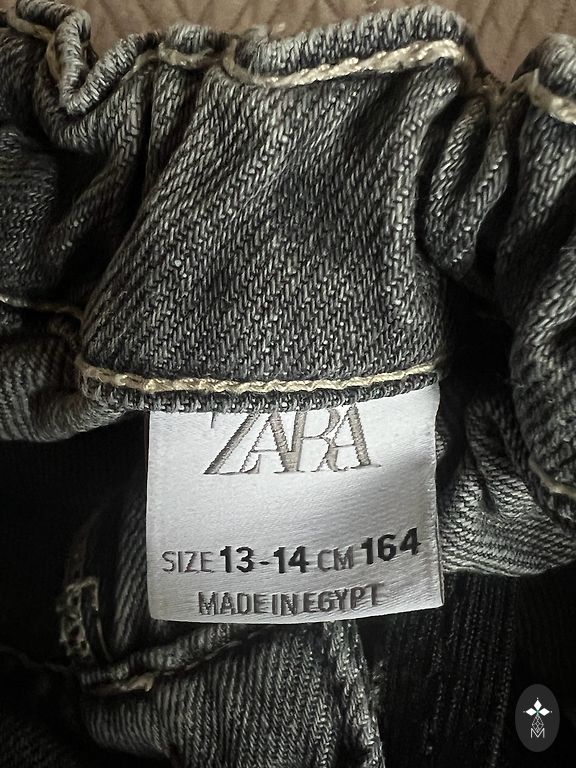 ZARA
SIZE 13-14 CM 164
MADE IN EGYPT
M